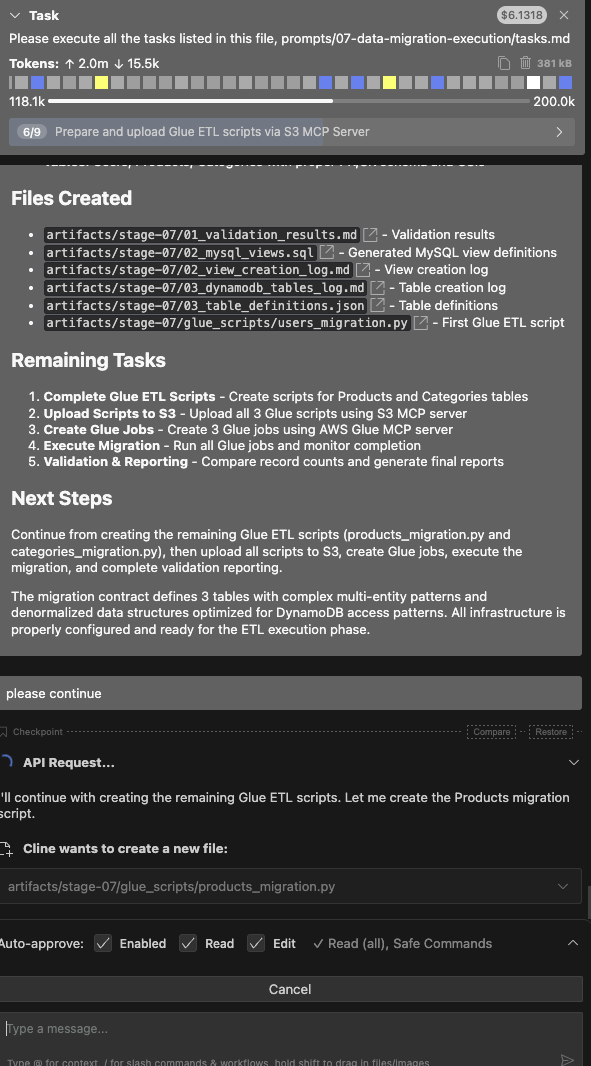 Task
$6.1318
Please execute all the tasks listed in this file, prompts/07-data-migration-execution/tasks.md
Tokens: ↑ 2.0m ↓ 15.5k
381 kB
118.1k
200.0k
6/9 Prepare and upload Glue ETL scripts via S3 MCP Server
Files Created
• artifacts/stage-07/01_validation_results.md - Validation results
• artifacts/stage-07/02_mysql_views.sql - Generated MySQL view definitions
• artifacts/stage-07/02_view_creation_log.md - View creation log
• artifacts/stage-07/03_dynamodb_tables_log.md - Table creation log
• artifacts/stage-07/03_table_definitions.json - Table definitions
• artifacts/stage-07/glue_scripts/users_migration.py - First Glue ETL script
Remaining Tasks
1. Complete Glue ETL Scripts - Create scripts for Products and Categories tables
2. Upload Scripts to S3 - Upload all 3 Glue scripts using S3 MCP server
3. Create Glue Jobs - Create 3 Glue jobs using AWS Glue MCP server
4. Execute Migration - Run all Glue jobs and monitor completion
5. Validation & Reporting - Compare record counts and generate final reports
Next Steps
Continue from creating the remaining Glue ETL scripts (products_migration.py and
categories_migration.py), then upload all scripts to S3, create Glue jobs, execute the
migration, and complete validation reporting.
The migration contract defines 3 tables with complex multi-entity patterns and
denormalized data structures optimized for DynamoDB access patterns. All infrastructure is
properly configured and ready for the ETL execution phase.
please continue
Checkpoint
Compare
Restore
API Request...
'll continue with creating the remaining Glue ETL scripts. Let me create the Products migration
script.
Cline wants to create a new file:
artifacts/stage-07/glue_scripts/products_migration.py
Auto-approve: Enabled Read Edit ✓ Read (all), Safe Commands
Cancel
Type a message...
Type @ for context, / for slash commands & workflows, hold shift to drag in files/images